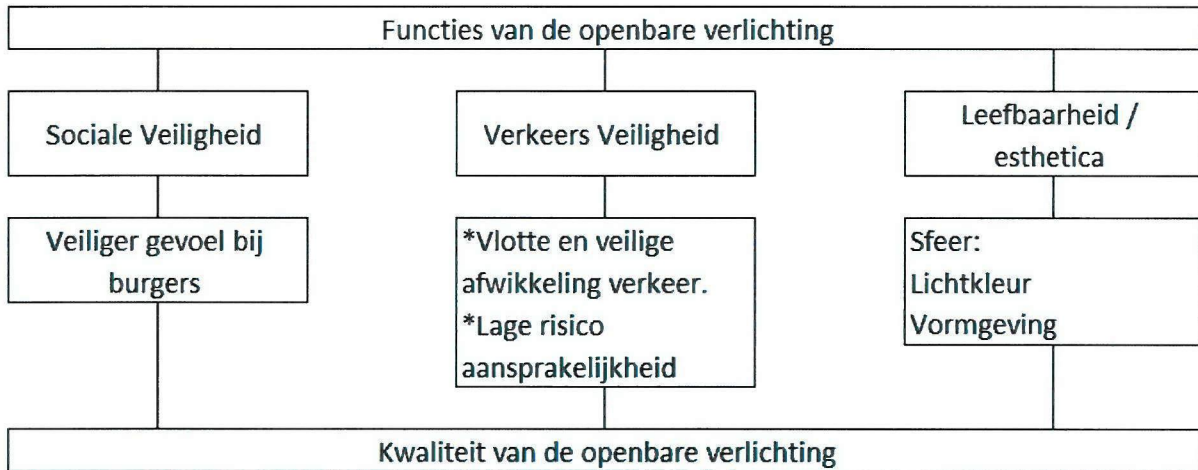 Functies van de openbare verlichting
Sociale Veiligheid
Verkeers Veiligheid
Leefbaarheid /
esthetica
Veiliger gevoel bij
burgers
*Vlotte en veilige
afwikkeling verkeer.
*Lage risico
aansprakelijkheid
Sfeer:
Lichtkleur
Vormgeving
Kwaliteit van de openbare verlichting